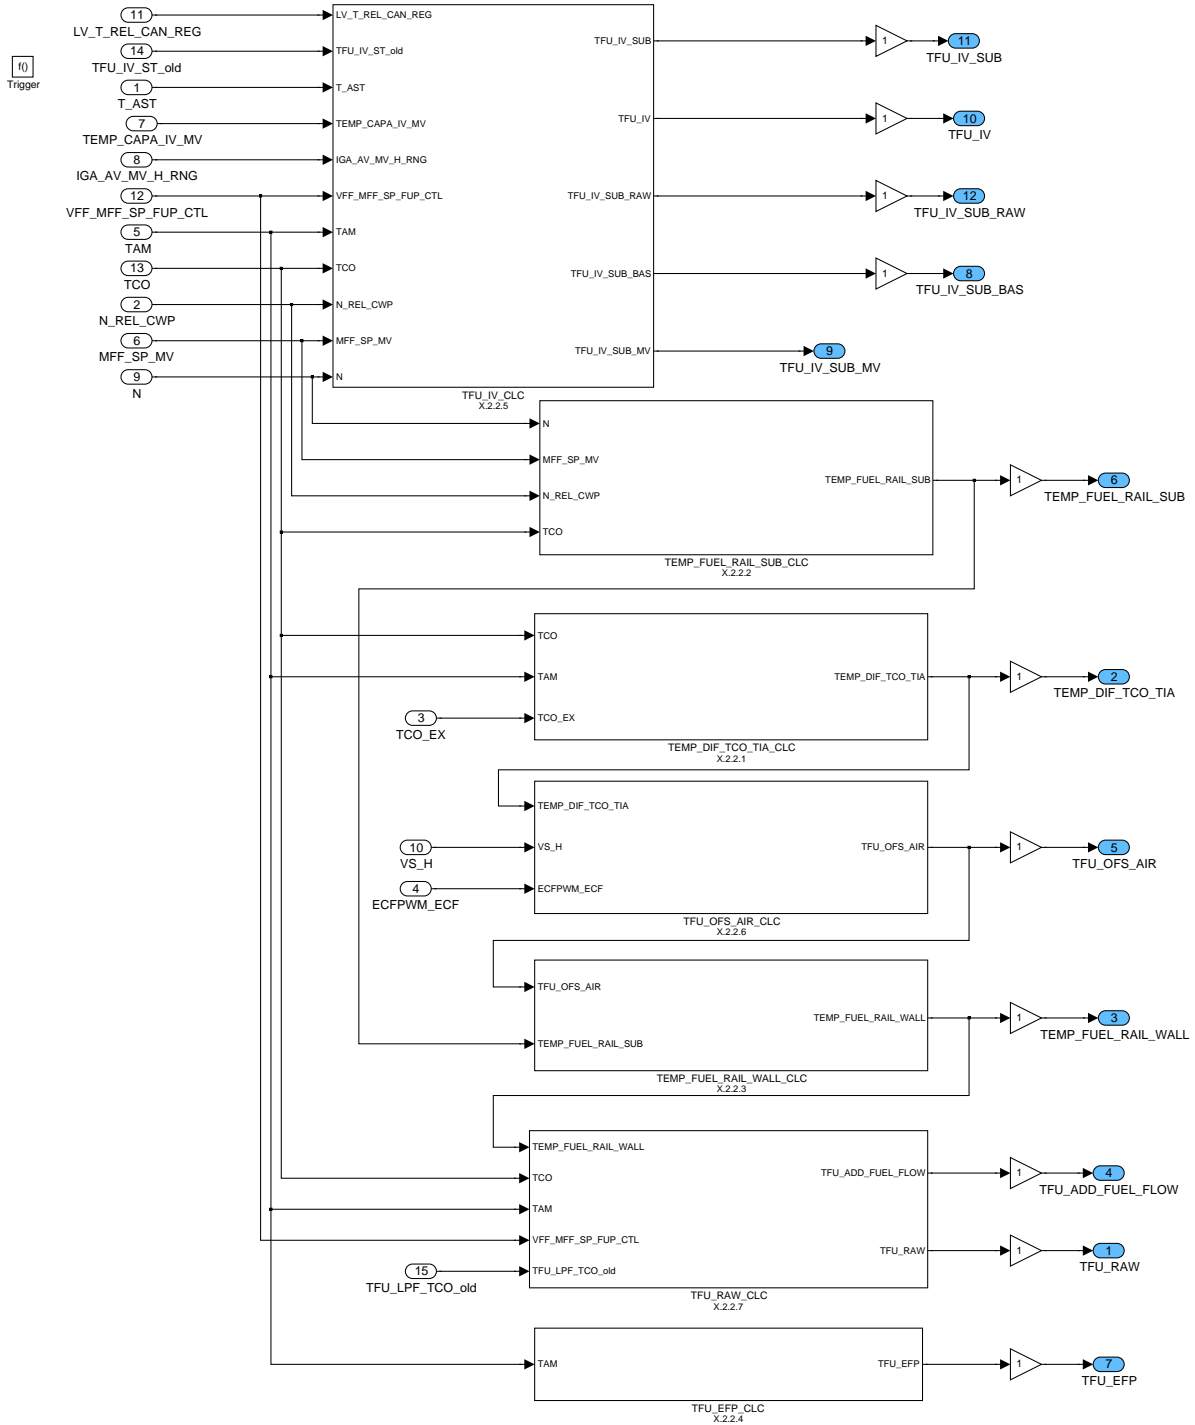 f()
Trigger
11
LV_T_REL_CAN_REG
14
TFU_IV_ST_old
1
T_AST
7
TEMP_CAPA_IV_MV
8
IGA_AV_MV_H_RNG
12
VFF_MFF_SP_FUP_CTL
5
TAM
13
TCO
2
N_REL_CWP
6
MFF_SP_MV
9
N
LV_T_REL_CAN_REG
TFU_IV_ST_old
T_AST
TEMP_CAPA_IV_MV
IGA_AV_MV_H_RNG
VFF_MFF_SP_FUP_CTL
TAM
TCO
N_REL_CWP
MFF_SP_MV
N
TFU_IV_SUB
TFU_IV
TFU_IV_SUB_RAW
TFU_IV_SUB_BAS
TFU_IV_SUB_MV
TFU_IV_CLC
X.2.2.5
1
11
TFU_IV_SUB
1
10
TFU_IV
1
12
TFU_IV_SUB_RAW
1
8
TFU_IV_SUB_BAS
9
TFU_IV_SUB_MV
N
MFF_SP_MV
N_REL_CWP
TCO
TEMP_FUEL_RAIL_SUB
TEMP_FUEL_RAIL_SUB_CLC
X.2.2.2
1
6
TEMP_FUEL_RAIL_SUB
3
TCO_EX
TCO
TAM
TCO_EX
TEMP_DIF_TCO_TIA
TEMP_DIF_TCO_TIA_CLC
X.2.2.1
1
2
TEMP_DIF_TCO_TIA
10
VS_H
4
ECFPWM_ECF
TEMP_DIF_TCO_TIA
VS_H
ECFPWM_ECF
TFU_OFS_AIR
TFU_OFS_AIR_CLC
X.2.2.6
1
5
TFU_OFS_AIR
TFU_OFS_AIR
TEMP_FUEL_RAIL_SUB
TEMP_FUEL_RAIL_WALL
TEMP_FUEL_RAIL_WALL_CLC
X.2.2.3
1
3
TEMP_FUEL_RAIL_WALL
15
TFU_LPF_TCO_old
TEMP_FUEL_RAIL_WALL
TCO
TAM
VFF_MFF_SP_FUP_CTL
TFU_LPF_TCO_old
TFU_ADD_FUEL_FLOW
TFU_RAW
TFU_RAW_CLC
X.2.2.7
1
4
TFU_ADD_FUEL_FLOW
1
1
TFU_RAW
TAM
TFU_EFP
TFU_EFP_CLC
X.2.2.4
1
7
TFU_EFP